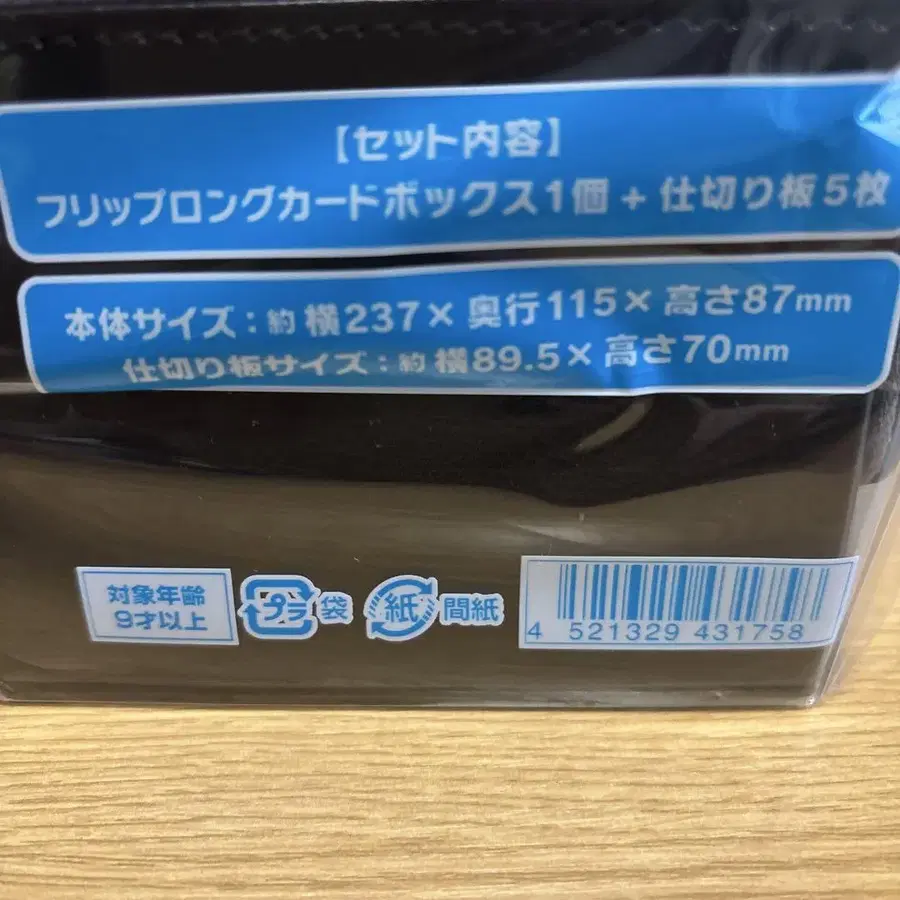 【セット内容】
フリップロングカードボックス1個 + 仕切り板5枚
本体サイズ:約 横237× 奥行115× 高さ87mm
仕切り板サイズ:約 横89.5× 高さ70mm
対象年齢
9才以上
プラ 袋
紙 間紙
4 521329 431758